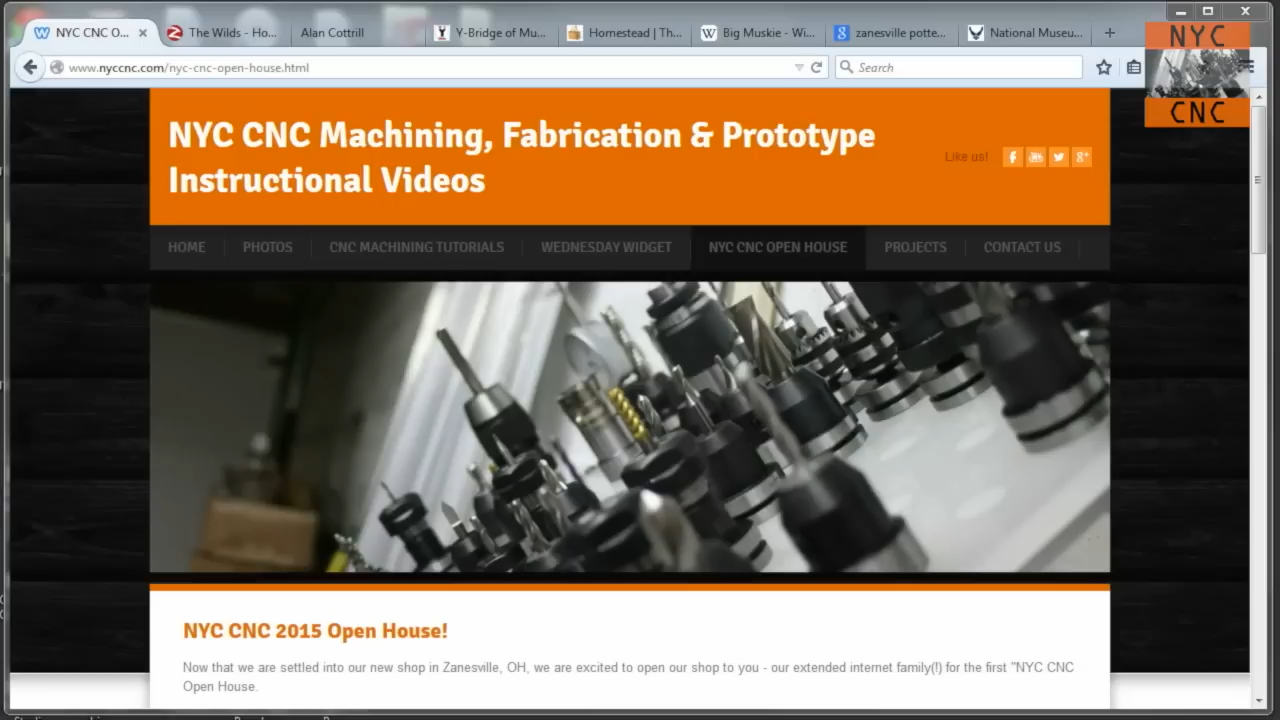 NYC CNC O...
The Wilds - Ho...
Alan Cottrill
Y-Bridge of Mu...
Homestead | Th...
Big Muskie - Wi...
zanesville potte...
National Museu...
www.nyccnc.com/nyc-cnc-open-house.html
Search
NYC
CNC
NYC CNC Machining, Fabrication & Prototype
Instructional Videos
Like us!
HOME
PHOTOS
CNC MACHINING TUTORIALS
WEDNESDAY WIDGET
NYC CNC OPEN HOUSE
PROJECTS
CONTACT US
NYC CNC 2015 Open House!
Now that we are settled into our new shop in Zanesville, OH, we are excited to open our shop to you - our extended internet family(!) for the first "NYC CNC
Open House.